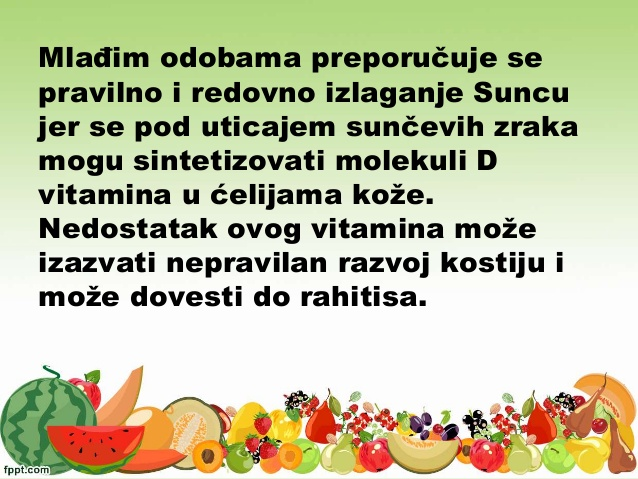 Mlađim odobama preporučuje se
pravilno i redovno izlaganje Suncu
jer se pod uticajem sunčevih zraka
mogu sintetizovati molekuli D
vitamina u ćelijama kože.
Nedostatak ovog vitamina može
izazvati nepravilan razvoj kostiju i
može dovesti do rahitisa.
fppt.com